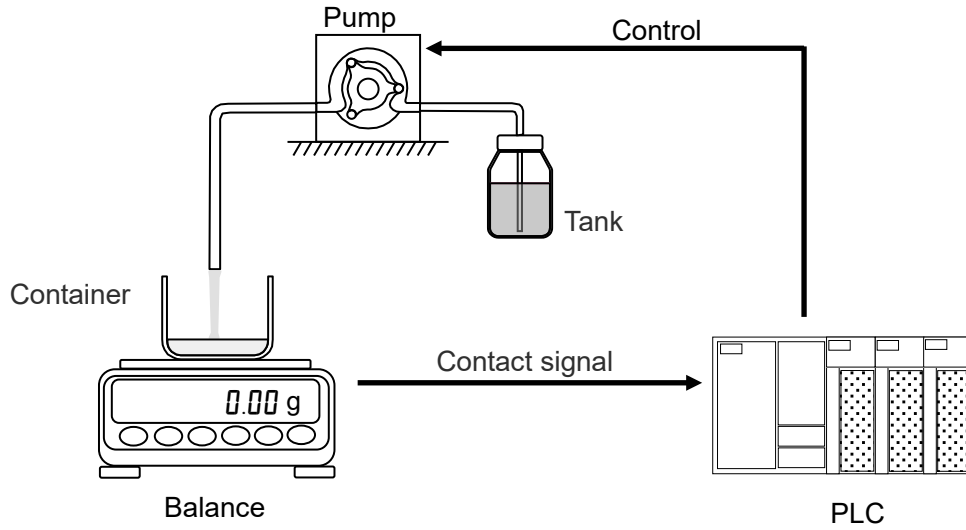 Pump
Control
Tank
Container
Contact signal
0.00 g
Balance
PLC